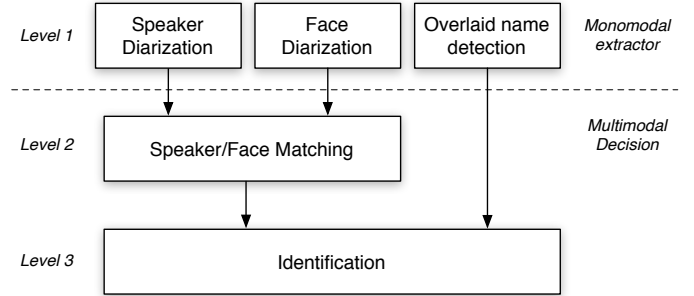 Level 1
Speaker
Diarization
Face
Diarization
Overlaid name
detection
Monomodal
extractor
Level 2
Speaker/Face Matching
Multimodal
Decision
Level 3
Identification